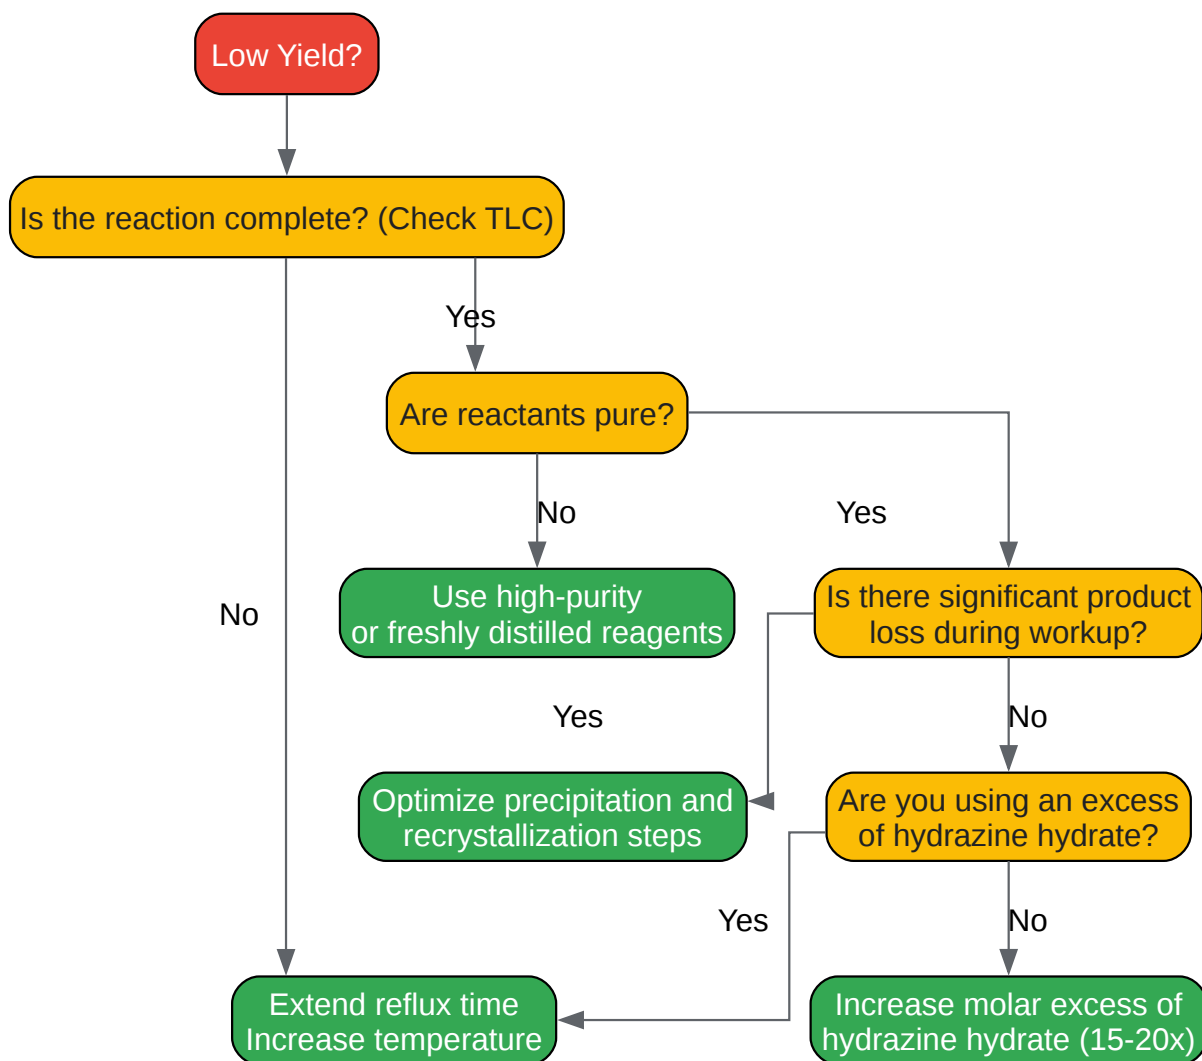 Low Yield?
Is the reaction complete? (Check TLC)
Yes
Are reactants pure?
No
Yes
No
Use high-purity
or freshly distilled reagents
Is there significant product
loss during workup?
Yes
No
Optimize precipitation and
recrystallization steps
Are you using an excess
of hydrazine hydrate?
Yes
No
Extend reflux time
Increase temperature
Increase molar excess of
hydrazine hydrate (15-20x)